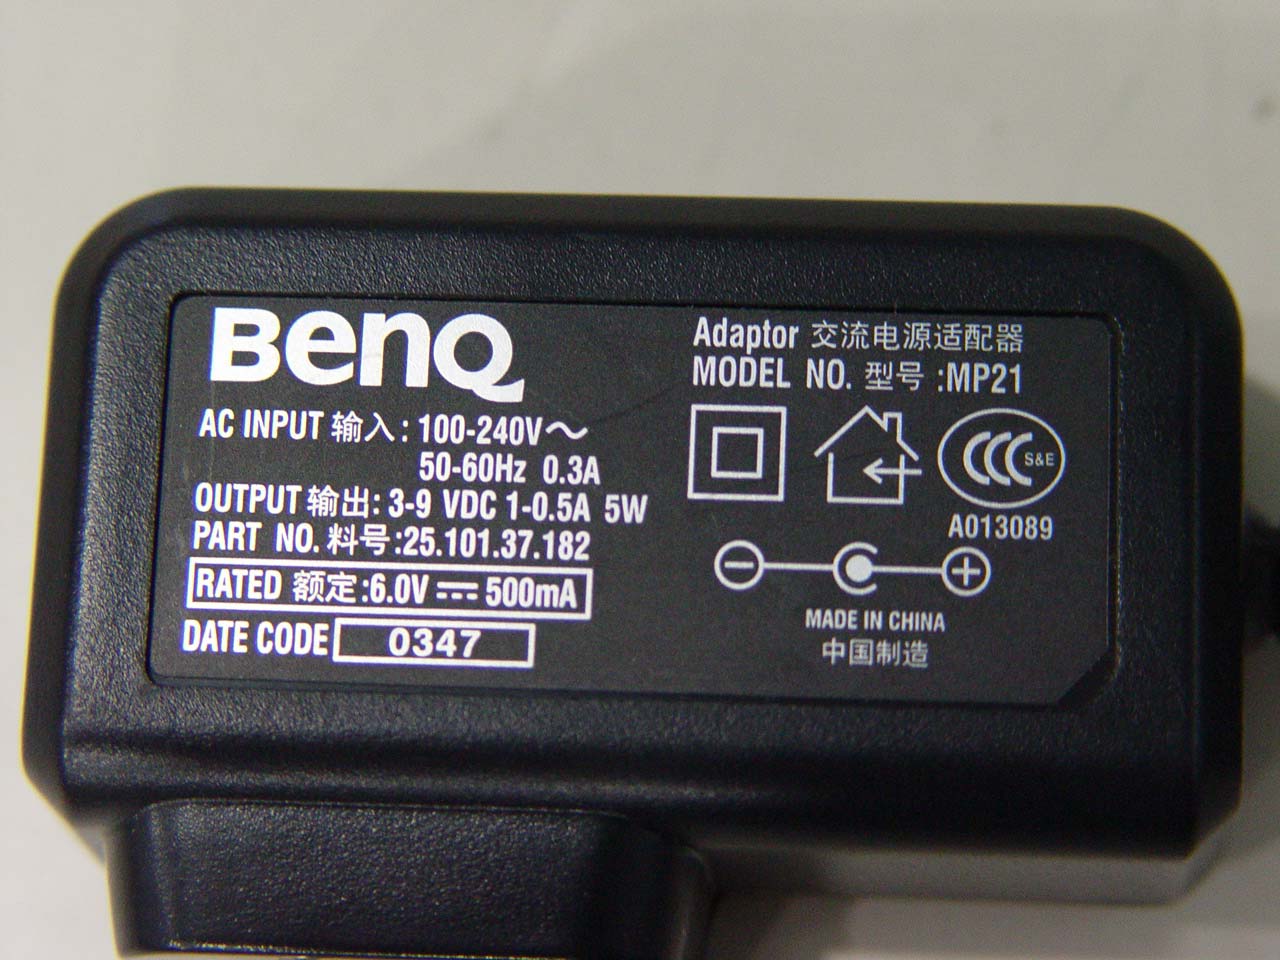 BenQ
AC INPUT 输入: 100-240V～
50-60Hz 0.3A
OUTPUT 输出: 3-9 VDC 1-0.5A 5W
PART NO. 料号:25.101.37.182
RATED 额定:6.0V ⎓ 500mA
DATE CODE 0347
Adaptor 交流电源适配器
MODEL NO. 型号:MP21
CCC S&E
A013089
MADE IN CHINA
中国制造